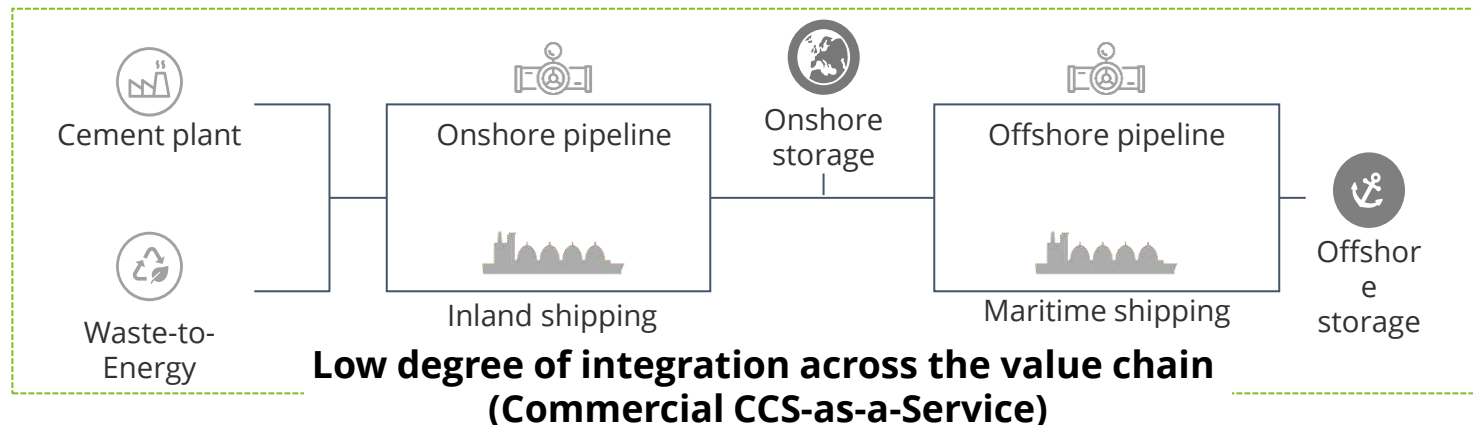 Cement plant
Onshore pipeline
Onshore
storage
Offshore pipeline
Waste-to-
Energy
Inland shipping
Maritime shipping
Offshor
e
storage
Low degree of integration across the value chain
(Commercial CCS-as-a-Service)